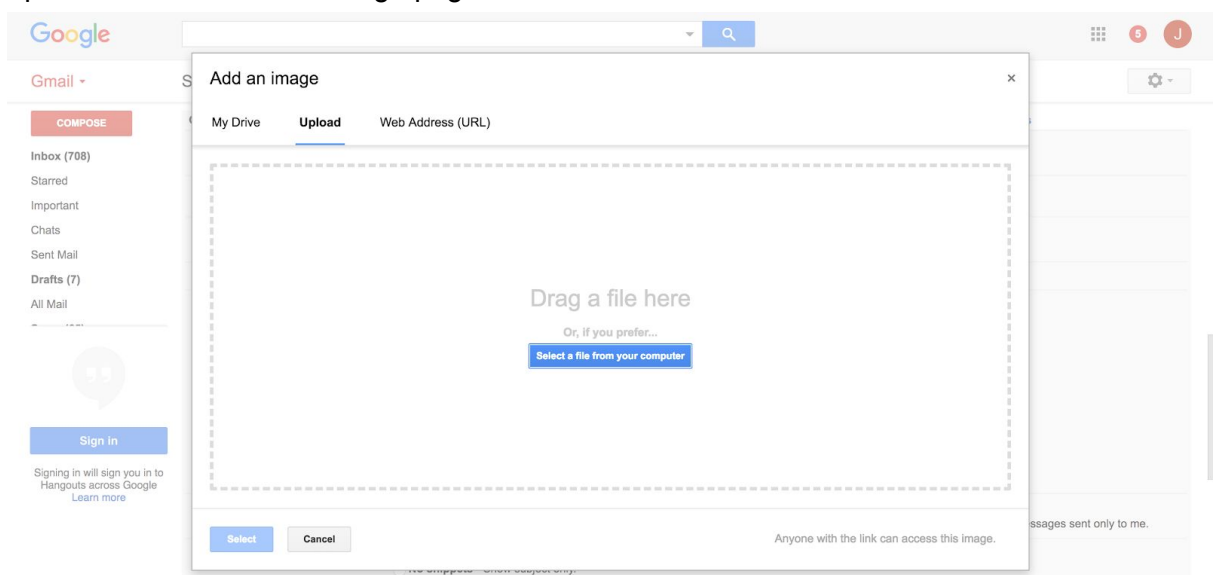 Google
5
J
Gmail
S
Add an image
×
My Drive
Upload
Web Address (URL)
COMPOSE
Inbox (708)
Starred
Important
Chats
Sent Mail
Drafts (7)
All Mail
Drag a file here
Or, if you prefer...
Select a file from your computer
Sign in
Signing in will sign you in to
Hangouts across Google
Learn more
Select
Cancel
Anyone with the link can access this image.
ssages sent only to me.